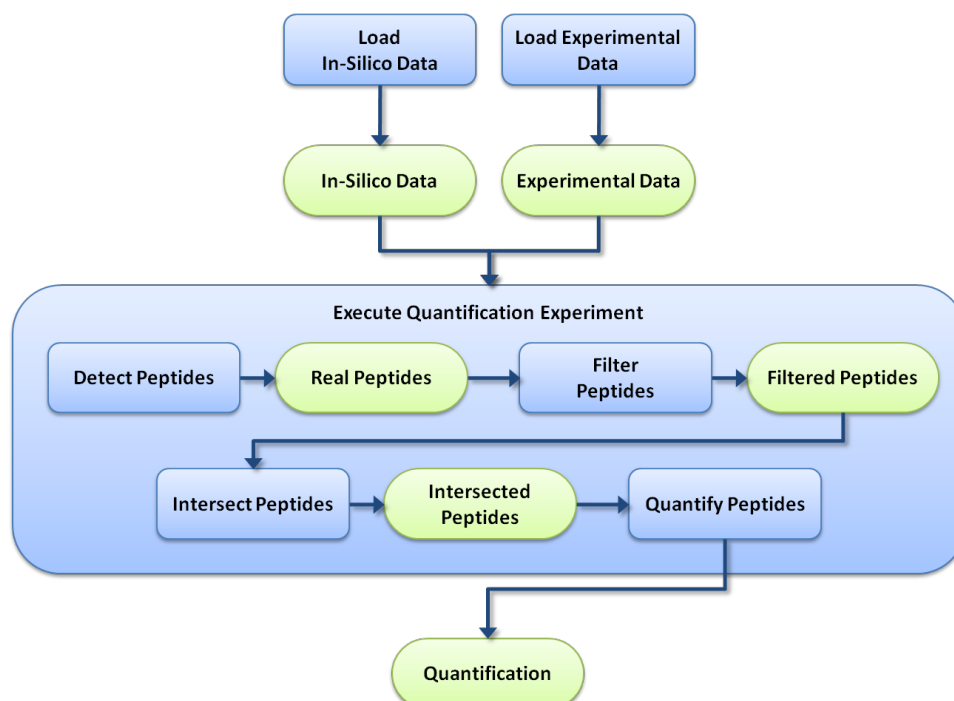 Load
In-Silico Data
Load Experimental
Data
In-Silico Data
Experimental Data
Execute Quantification Experiment
Detect Peptides
Real Peptides
Filter
Peptides
Filtered Peptides
Intersect Peptides
Intersected
Peptides
Quantify Peptides
Quantification